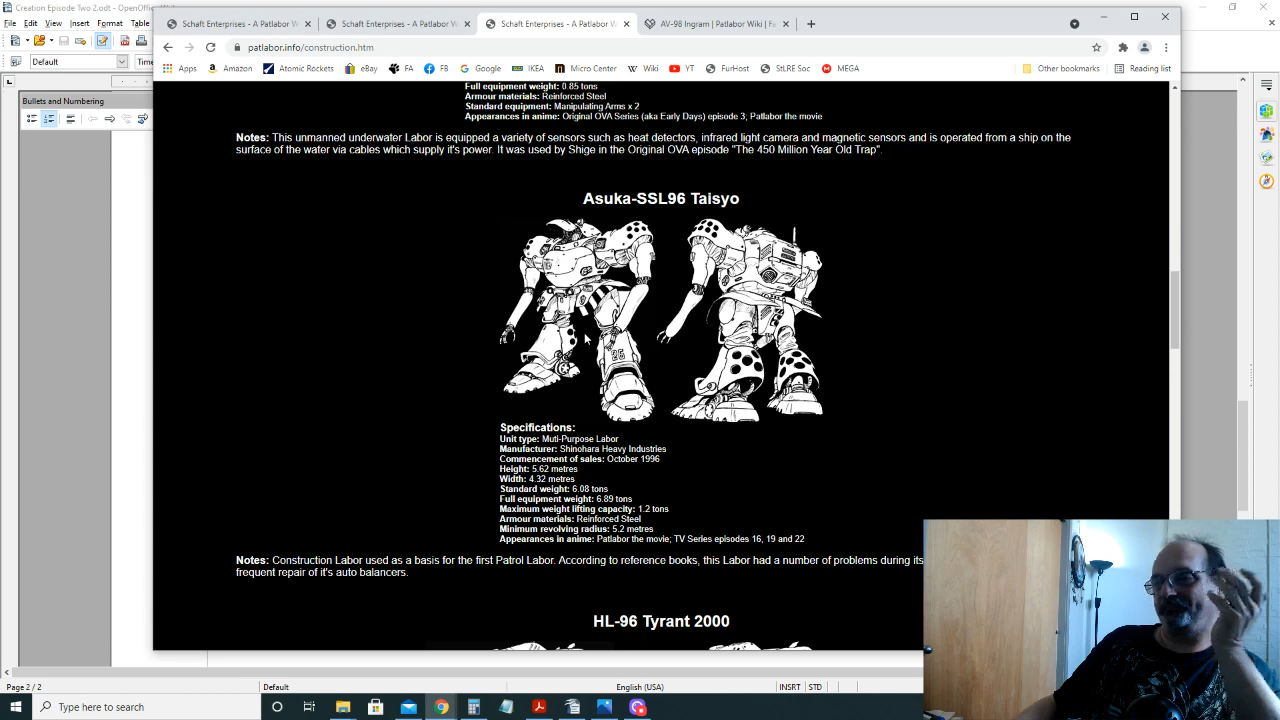 Creation Episode Two 2.odt - OpenOffice W
File Edit View Insert Format Table
Default
Bullets and Numbering
Schaft Enterprises - A Patlabor W
Schaft Enterprises - A Patlabor W
Schaft Enterprises - A Patlabor W
AV-98 Ingram | Patlabor Wiki | Fa
patlabor.info/construction.htm
Apps Amazon Atomic Rockets eBay FA FB Google IKEA Micro Center Wiki YT FurHost StLRE Soc MEGA Other bookmarks Reading list
Full equipment weight: 0.85 tons
Armour materials: Reinforced Steel
Standard equipment: Manipulating Arms x 2
Appearances in anime: Original OVA Series (aka Early Days) episode 3, Patlabor the movie
Notes: This unmanned underwater Labor is equipped a variety of sensors such as heat detectors, infrared light camera and magnetic sensors and is operated from a ship on the
surface of the water via cables which supply it's power. It was used by Shige in the Original OVA episode "The 450 Million Year Old Trap".
Asuka-SSL96 Taisyo
Specifications:
Unit type: Muti-Purpose Labor
Manufacturer: Shinohara Heavy Industries
Commencement of sales: October 1996
Height: 5.62 metres
Width: 4.32 metres
Standard weight: 6.08 tons
Full equipment weight: 6.89 tons
Maximum weight lifting capacity: 1.2 tons
Armour materials: Reinforced Steel
Minimum revolving radius: 5.2 metres
Appearances in anime: Patlabor the movie; TV Series episodes 16, 19 and 22
Notes: Construction Labor used as a basis for the first Patrol Labor. According to reference books, this Labor had a number of problems during its
frequent repair of it's auto balancers.
HL-96 Tyrant 2000
Page 2 / 2 Default English (USA) INSRT STD
Type here to search